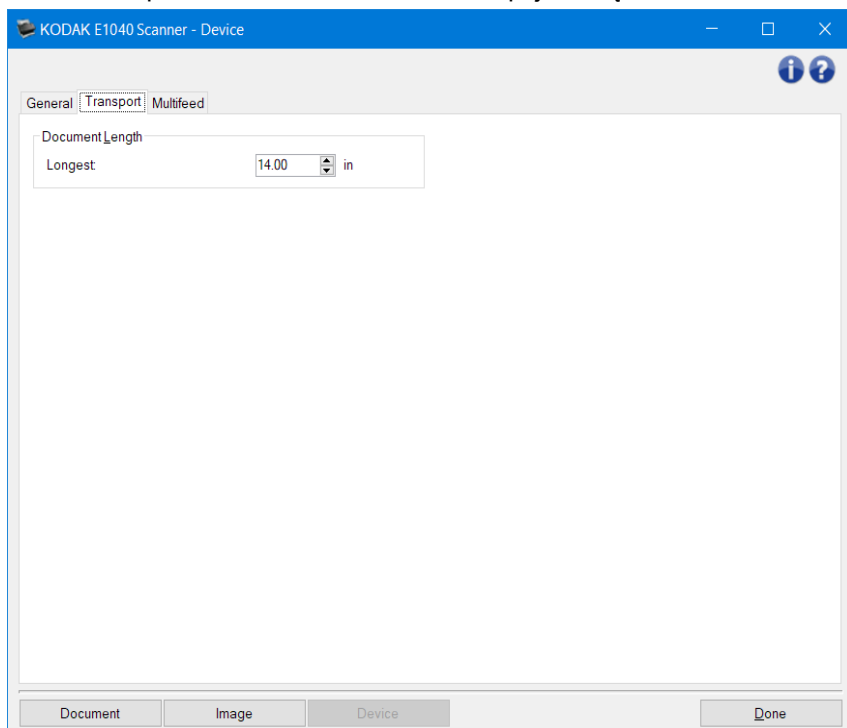 KODAK E1040 Scanner - Device
General Transport Multifeed
Document Length
Longest: 14.00 in
Document Image Device Done